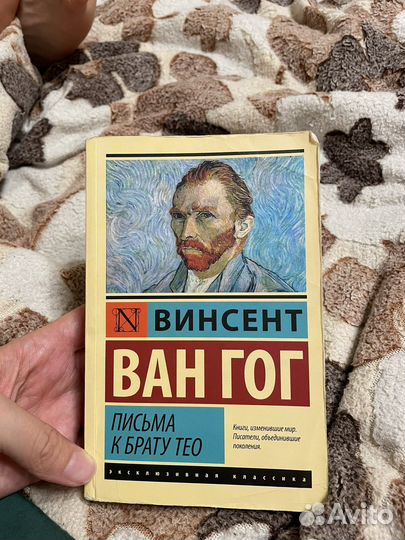 N ВИНСЕНТ
ВАН ГОГ
ПИСЬМА
К БРАТУ ТЕО
Книги, изменившие мир.
Писатели, объединившие
поколения.
эксклюзивная классика
Avito